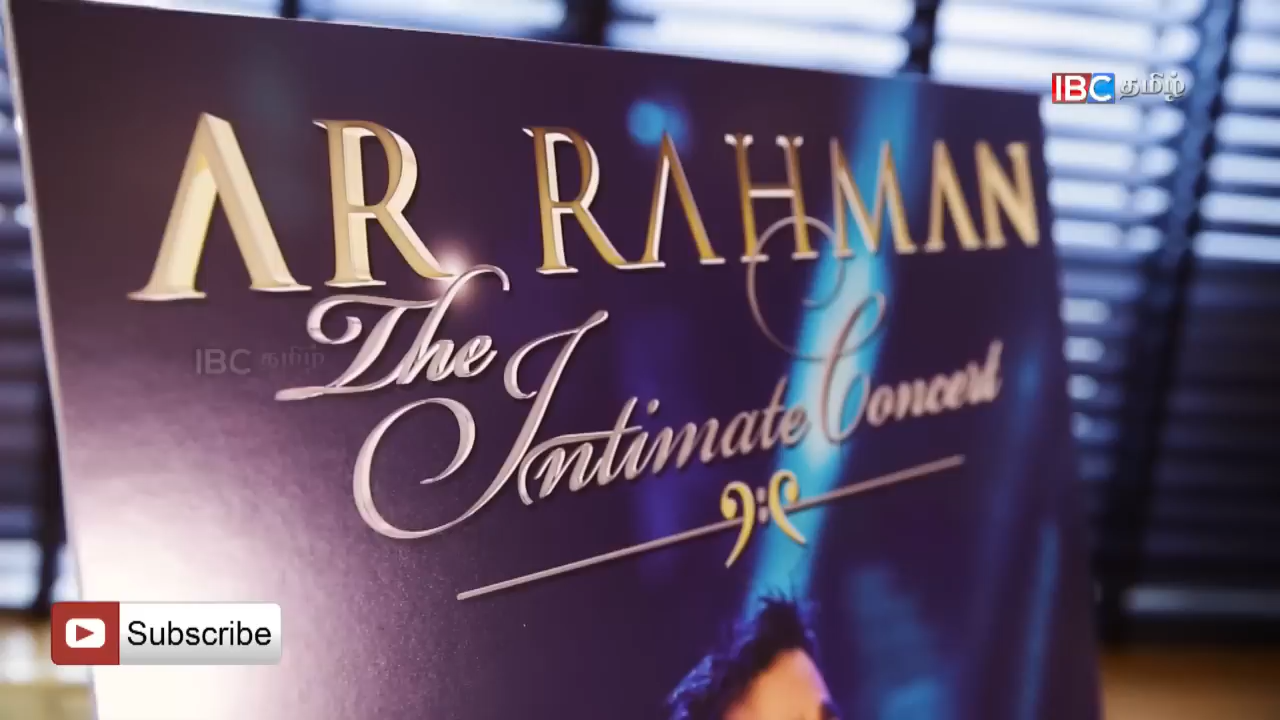 IBC தமிழ்
AR RAHMAN
The
IBC தமிழ்
Intimate Concert
Subscribe